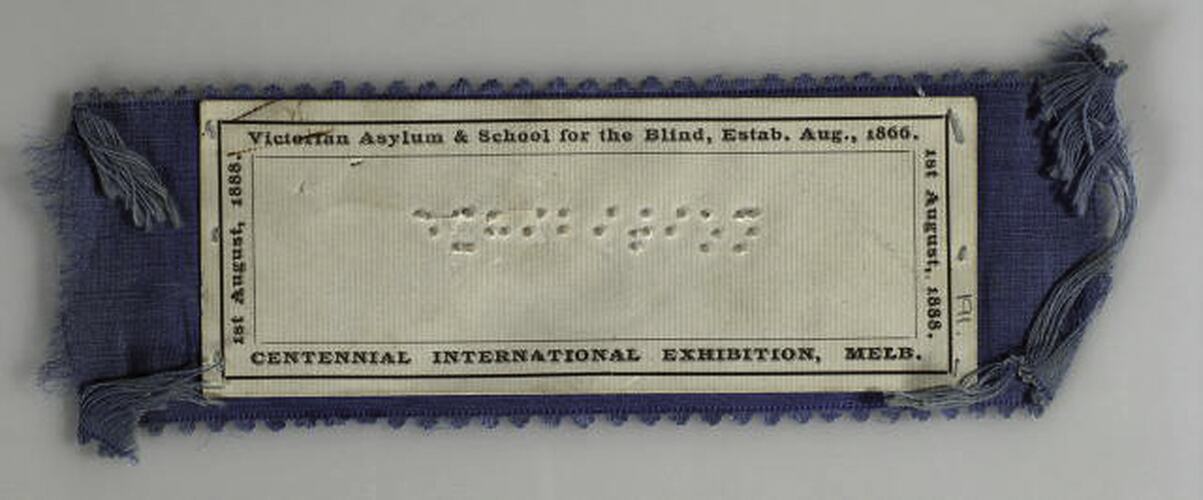 Victorian Asylum & School for the Blind, Estab. Aug., 1866.
1st August, 1888.
1st August, 1888.
CENTENNIAL INTERNATIONAL EXHIBITION, MELB.